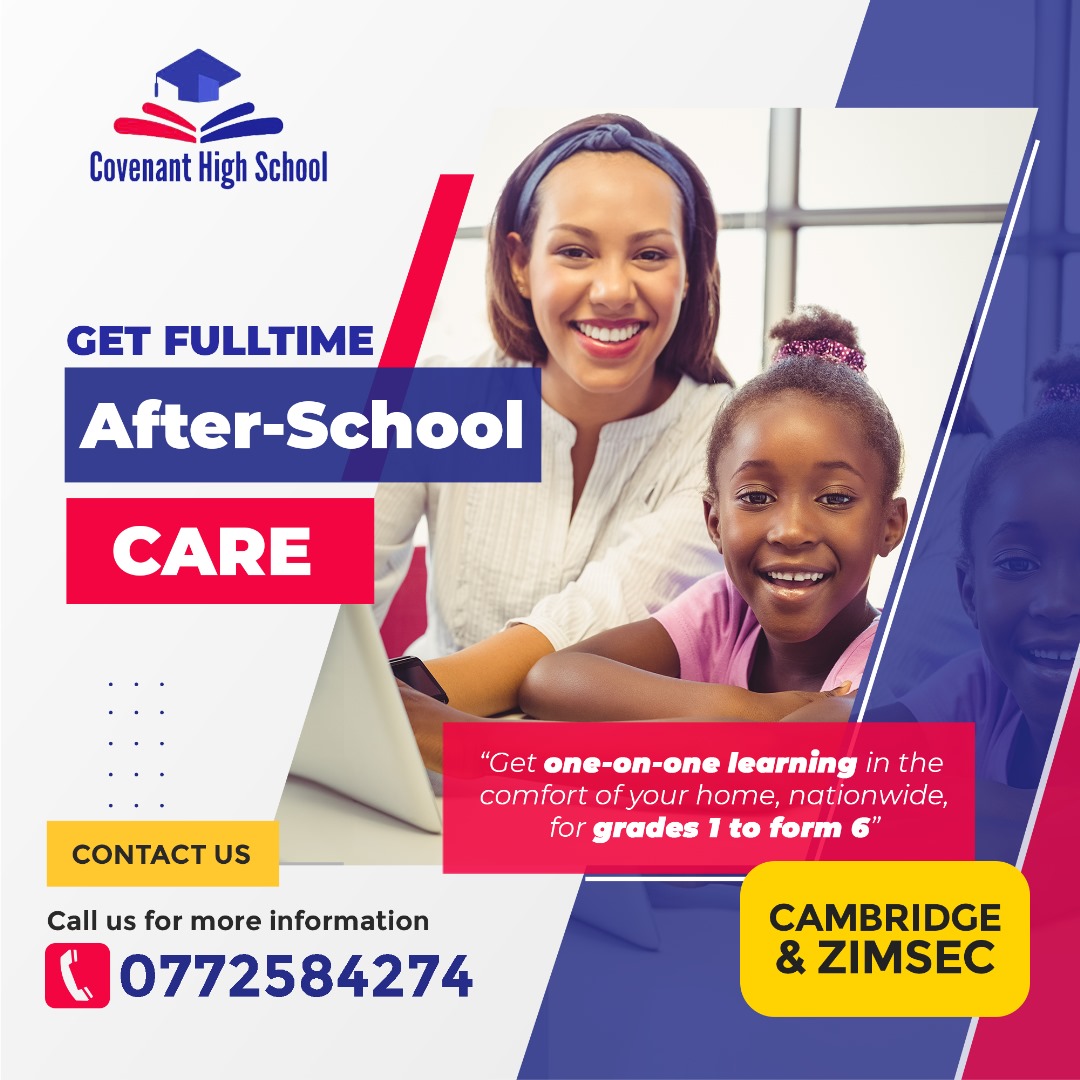 Covenant High School
GET FULLTIME
After-School
CARE
“Get one-on-one learning in the
comfort of your home, nationwide,
for grades 1 to form 6”
CONTACT US
Call us for more information
0772584274
CAMBRIDGE
& ZIMSEC